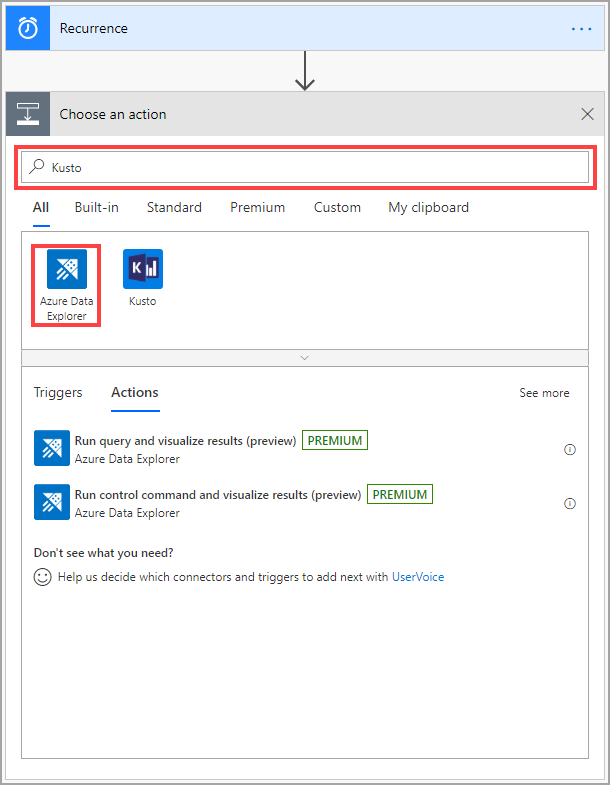 Recurrence
Choose an action
Kusto
All Built-in Standard Premium Custom My clipboard
Azure Data
Explorer
K
Kusto
Triggers Actions See more
Run query and visualize results (preview) PREMIUM
Azure Data Explorer
Run control command and visualize results (preview) PREMIUM
Azure Data Explorer
Don't see what you need?
Help us decide which connectors and triggers to add next with UserVoice